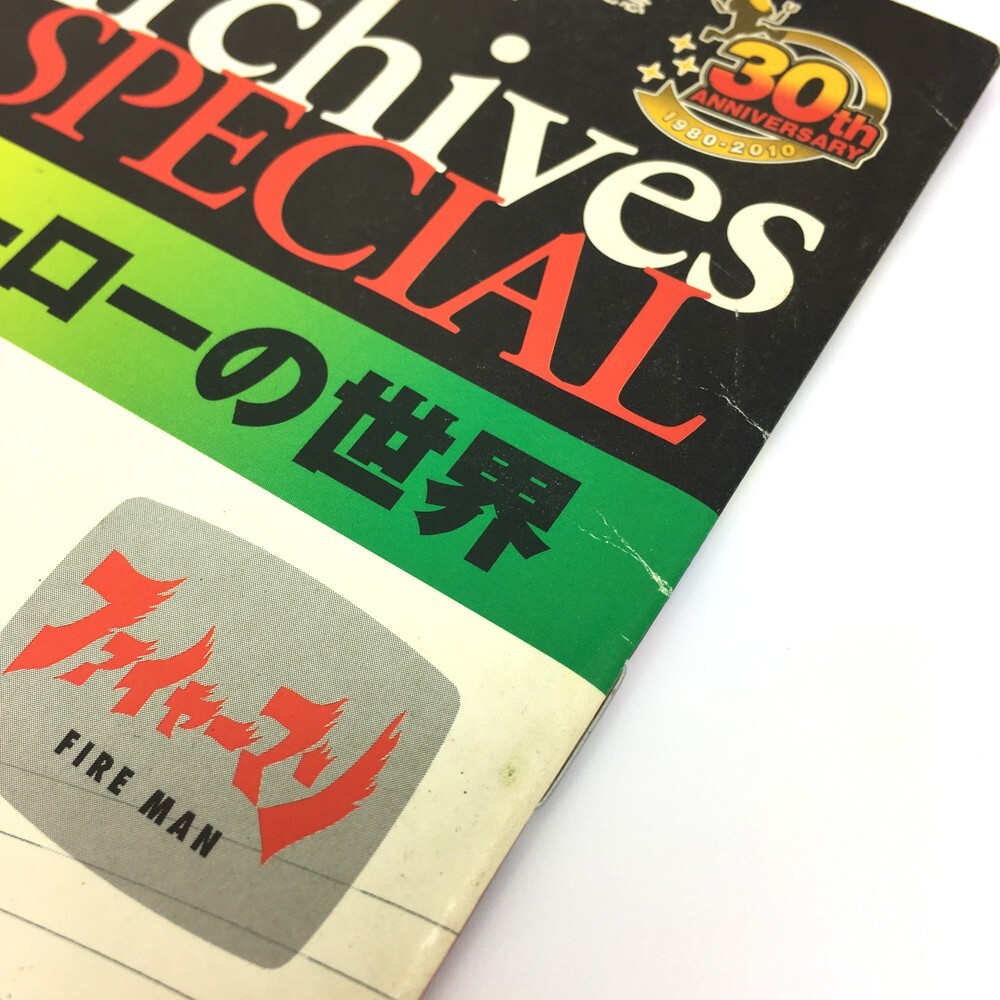 30th
ANNIVERSARY
1980-2010
chives
SPECIAL
ーローの世界
ファイヤーマン
FIRE MAN